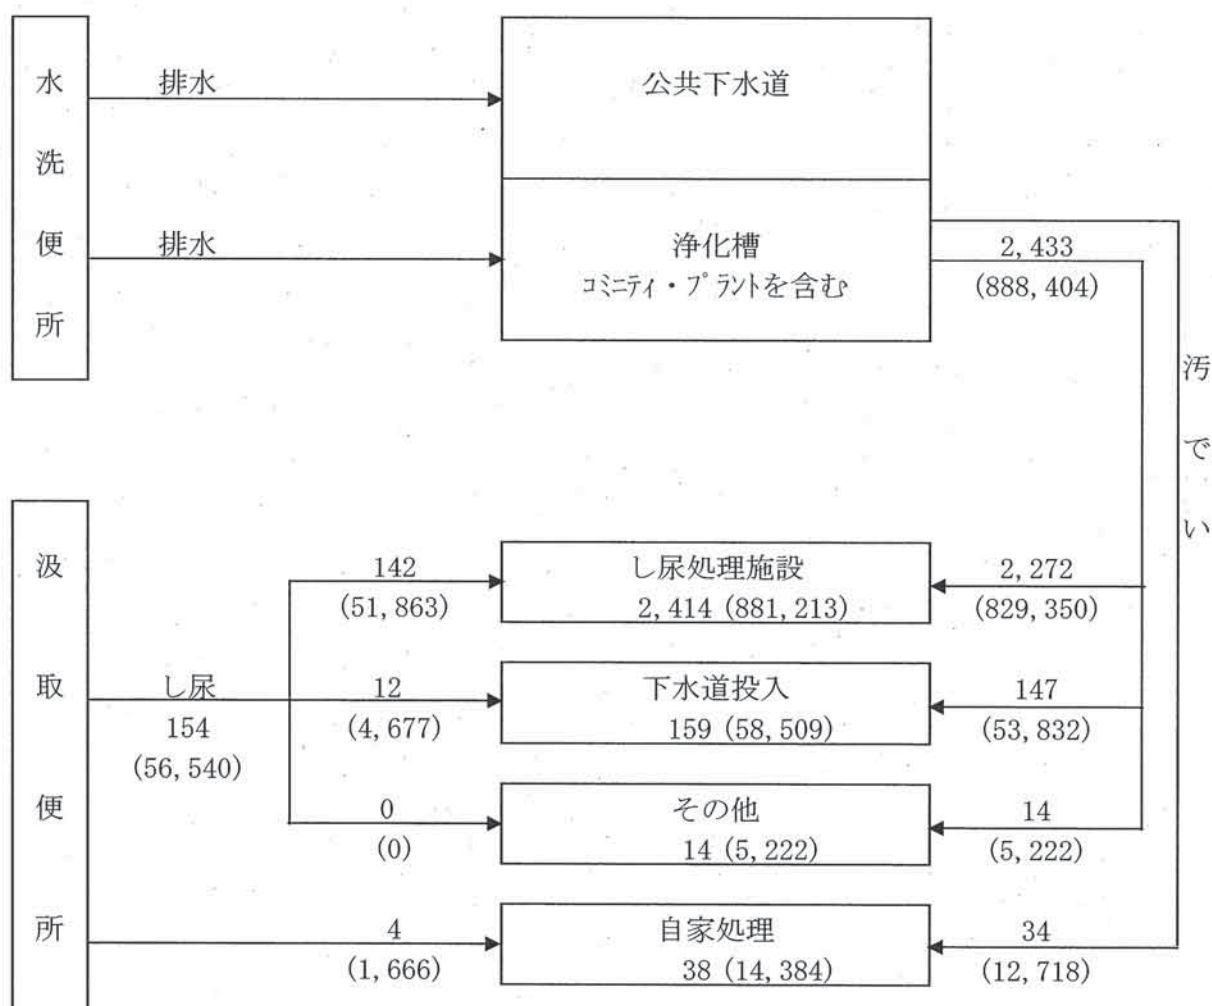 水洗便所
排水
公共下水道
排水
浄化槽
コミニティ・プラントを含む
2,433
(888,404)
汚でい
汲取便所
し尿
154
(56,540)
142
(51,863)
し尿処理施設
2,414 (881,213)
2,272
(829,350)
12
(4,677)
下水道投入
159 (58,509)
147
(53,832)
0
(0)
その他
14 (5,222)
14
(5,222)
4
(1,666)
自家処理
38 (14,384)
34
(12,718)